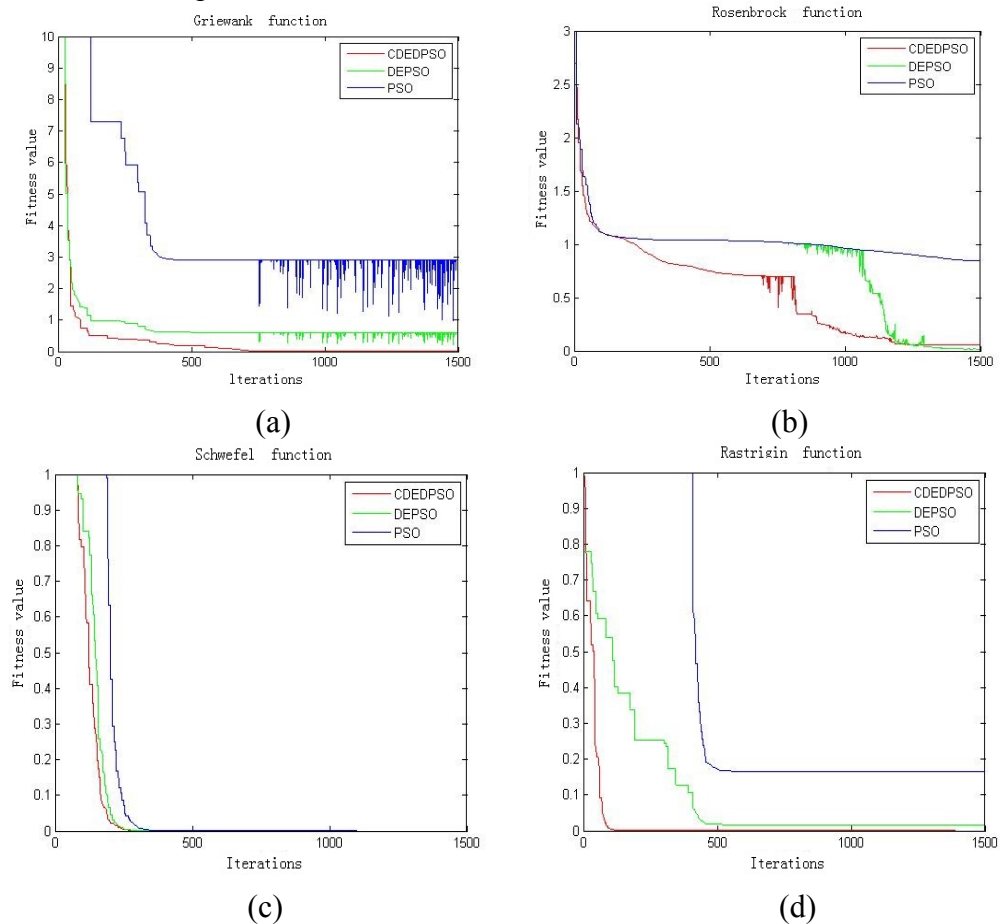 Griewank function
10
9
8
7
6
5
4
3
2
1
0
Fitness value
0 500 1000 1500
Iterations
CDEDPSO
DEPSO
PSO
(a)
Rosenbrock function
3
2.5
2
1.5
1
0.5
0
Fitness value
0 500 1000 1500
Iterations
CDEDPSO
DEPSO
PSO
(b)
Schwefel function
1
0.9
0.8
0.7
0.6
0.5
0.4
0.3
0.2
0.1
0
Fitness value
0 500 1000 1500
Iterations
CDEDPSO
DEPSO
PSO
(c)
Rastrigin function
1
0.9
0.8
0.7
0.6
0.5
0.4
0.3
0.2
0.1
0
Fitness value
0 500 1000 1500
Iterations
CDEDPSO
DEPSO
PSO
(d)